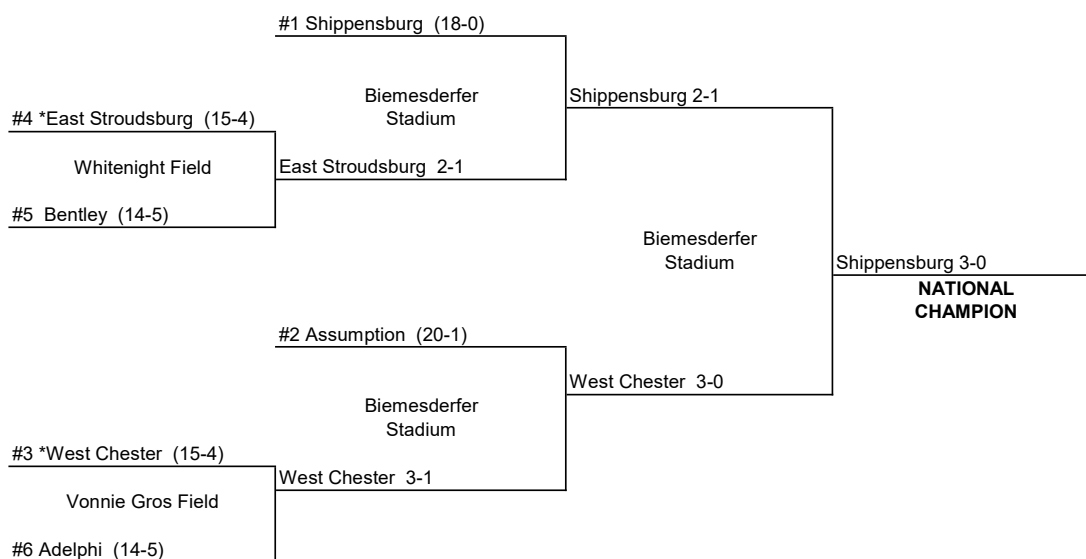 #1 Shippensburg (18-0)
Biemesderfer
Stadium
Shippensburg 2-1
#4 *East Stroudsburg (15-4)
Whitenight Field
East Stroudsburg 2-1
#5 Bentley (14-5)
Biemesderfer
Stadium
Shippensburg 3-0
NATIONAL
CHAMPION
#2 Assumption (20-1)
West Chester 3-0
Biemesderfer
Stadium
#3 *West Chester (15-4)
West Chester 3-1
Vonnie Gros Field
#6 Adelphi (14-5)